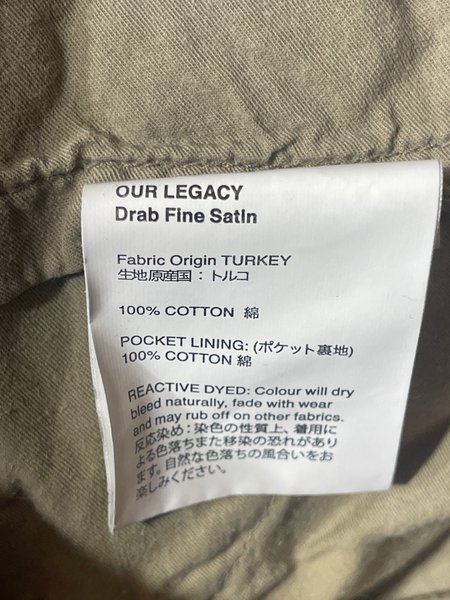 OUR LEGACY
Drab Fine Satin
Fabric Origin TURKEY
生地原産国：トルコ
100% COTTON 綿
POCKET LINING: (ポケット裏地)
100% COTTON 綿
REACTIVE DYED: Colour will dry
bleed naturally, fade with wear
and may rub off on other fabrics.
反応染め：染色の性質上、着用に
よる色落ちまた移染の恐れがあり
ます。自然な色落ちの風合いをお
楽しみください。